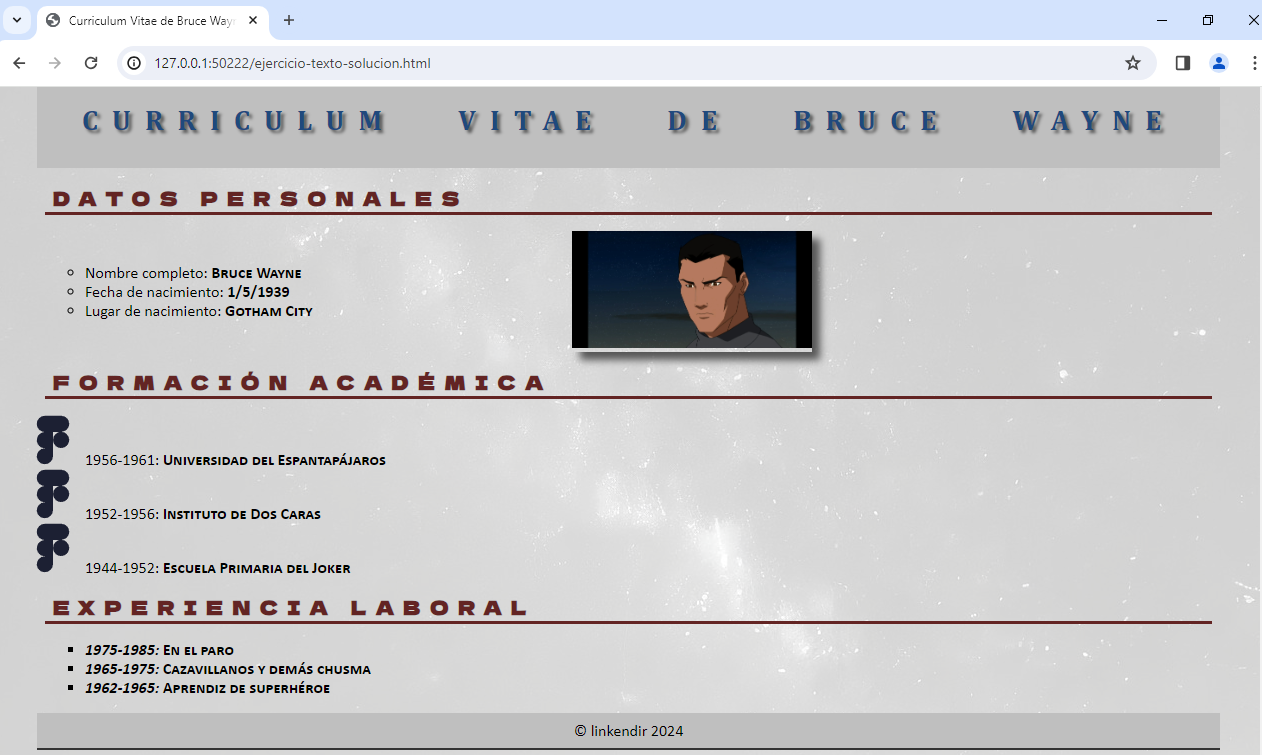 Curriculum Vitae de Bruce Wayn
127.0.0.1:50222/ejercicio-texto-solucion.html
CURRICULUM VITAE DE BRUCE WAYNE
DATOS PERSONALES
Nombre completo: Bruce Wayne
Fecha de nacimiento: 1/5/1939
Lugar de nacimiento: Gotham City
FORMACIÓN ACADÉMICA
1956-1961: Universidad del Espantapájaros
1952-1956: Instituto de Dos Caras
1944-1952: Escuela Primaria del Joker
EXPERIENCIA LABORAL
1975-1985: En el paro
1965-1975: Cazavillanos y demás chusma
1962-1965: Aprendiz de superhéroe
© linkendir 2024